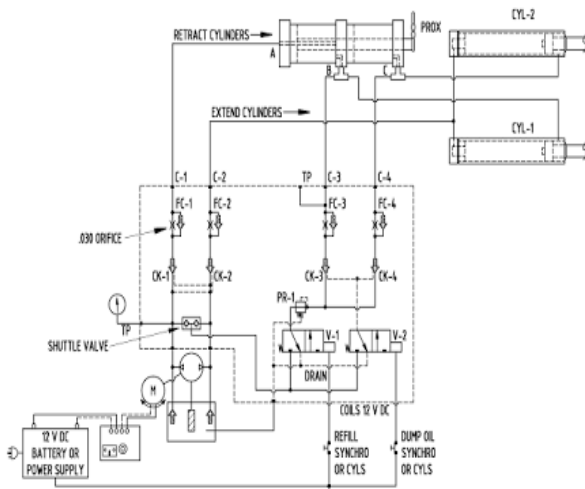 RETRACT CYLINDERS
A
PROX
CYL-2
B
C
EXTEND CYLINDERS
CYL-1
C-1
C-2
TP
C-3
C-4
FC-1
FC-2
FC-3
FC-4
.030 ORIFICE
CK-1
CK-2
CK-3
CK-4
PR-1
TP
SHUTTLE VALVE
V-1
V-2
DRAIN
M
COILS 12 V DC
12 V DC
BATTERY OR
POWER SUPPLY
REFILL
SYNCHRO
OR CYLS
DUMP OIL
SYNCHRO
OR CYLS